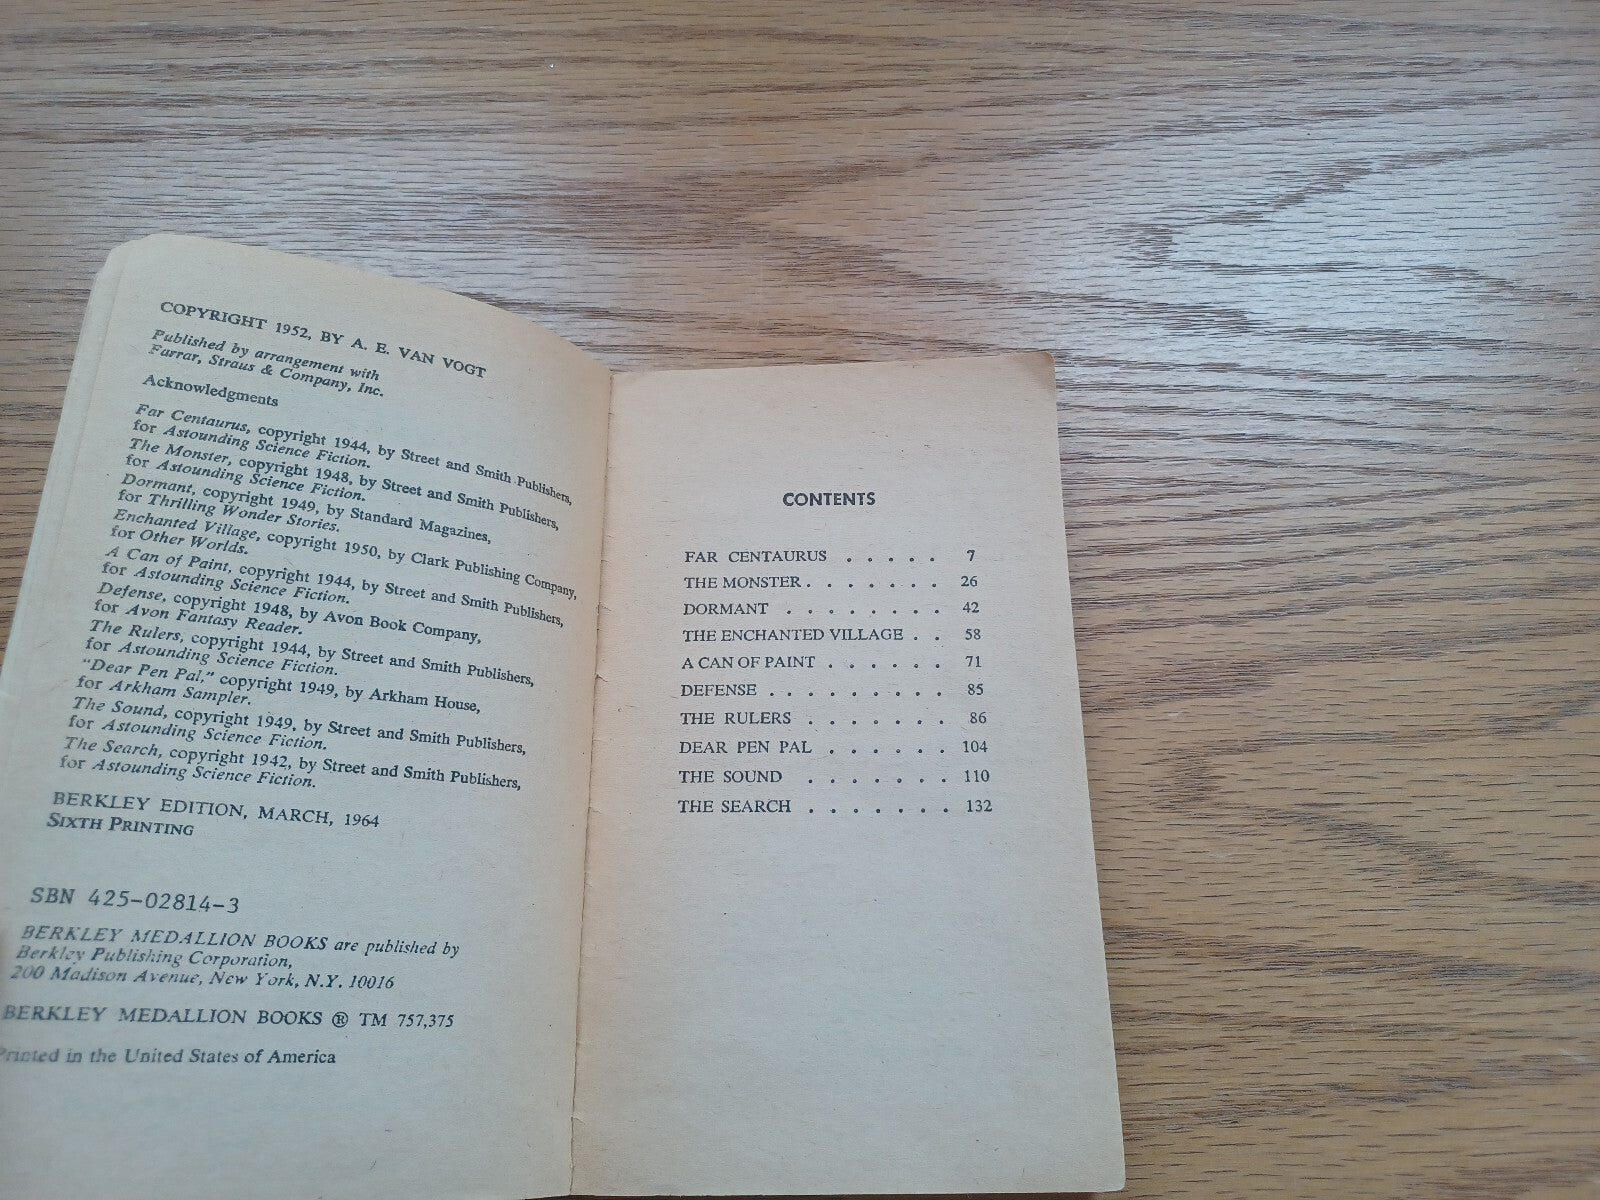 COPYRIGHT 1952, BY A. E. VAN VOGT
Published by arrangement with
Farrar, Straus & Company, Inc.
Acknowledgments
Far Centaurus, copyright 1944, by Street and Smith Publishers,
for Astounding Science Fiction.
The Monster, copyright 1948, by Street and Smith Publishers,
for Astounding Science Fiction.
Dormant, copyright 1949, by Standard Magazines,
for Thrilling Wonder Stories.
Enchanted Village, copyright 1950, by Clark Publishing Company,
for Other Worlds.
A Can of Paint, copyright 1944, by Street and Smith Publishers,
for Astounding Science Fiction.
Defense, copyright 1948, by Avon Book Company,
for Avon Fantasy Reader.
The Rulers, copyright 1944, by Street and Smith Publishers,
for Astounding Science Fiction.
"Dear Pen Pal," copyright 1949, by Arkham House,
for Arkham Sampler.
The Sound, copyright 1949, by Street and Smith Publishers,
for Astounding Science Fiction.
The Search, copyright 1942, by Street and Smith Publishers,
for Astounding Science Fiction.
BERKLEY EDITION, MARCH, 1964
SIXTH PRINTING
SBN 425-02814-3
BERKLEY MEDALLION BOOKS are published by
Berkley Publishing Corporation,
200 Madison Avenue, New York, N.Y. 10016
BERKLEY MEDALLION BOOKS ® TM 757,375
Printed in the United States of America
CONTENTS
FAR CENTAURUS . . . . . 7
THE MONSTER . . . . . . . 26
DORMANT . . . . . . . . 42
THE ENCHANTED VILLAGE . . 58
A CAN OF PAINT . . . . . . 71
DEFENSE . . . . . . . . . 85
THE RULERS . . . . . . . 86
DEAR PEN PAL . . . . . . 104
THE SOUND . . . . . . . 110
THE SEARCH . . . . . . . 132